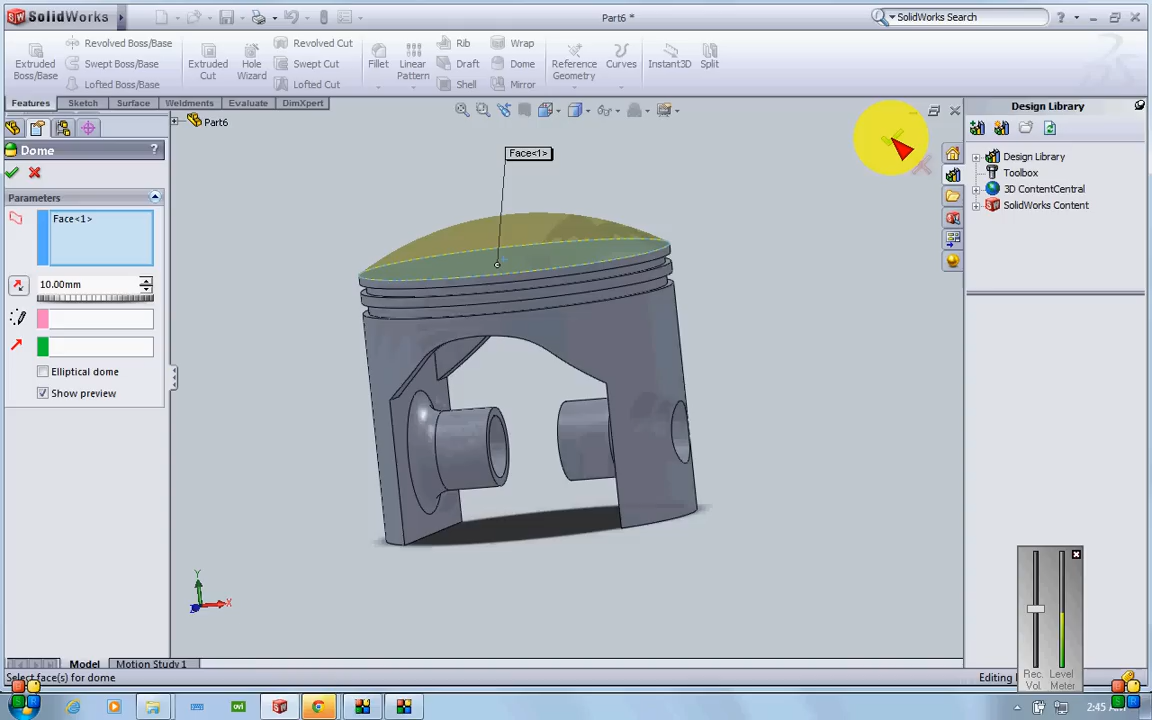 SolidWorks
Part6 *
SolidWorks Search
Extruded Boss/Base
Revolved Boss/Base
Swept Boss/Base
Lofted Boss/Base
Extruded Cut
Hole Wizard
Revolved Cut
Swept Cut
Lofted Cut
Fillet
Linear Pattern
Rib
Draft
Shell
Wrap
Dome
Mirror
Reference Geometry
Curves
Instant3D
Split
Features
Sketch
Surface
Weldments
Evaluate
DimXpert
Design Library
Part6
Dome
?
Parameters
Face<1>
10.00mm
Elliptical dome
Show preview
Face<1>
Design Library
Toolbox
3D ContentCentral
SolidWorks Content
Y
X
Rec. Vol
Level Meter
Model
Motion Study 1
Select face(s) for dome
Editing
ovi
2:45 A